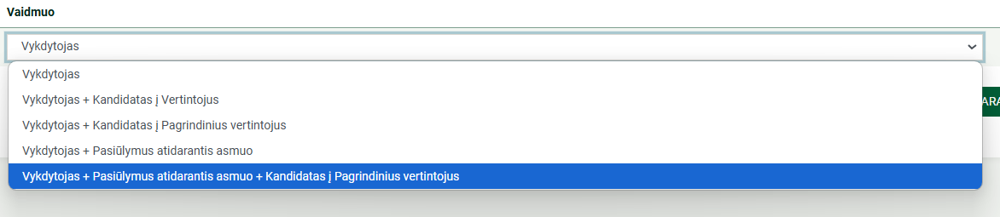 Vaidmuo
Vykdytojas
Vykdytojas
Vykdytojas + Kandidatas į Vertintojus
Vykdytojas + Kandidatas į Pagrindinius vertintojus
ARA
Vykdytojas + Pasiūlymus atidarantis asmuo
Vykdytojas + Pasiūlymus atidarantis asmuo + Kandidatas į Pagrindinius vertintojus